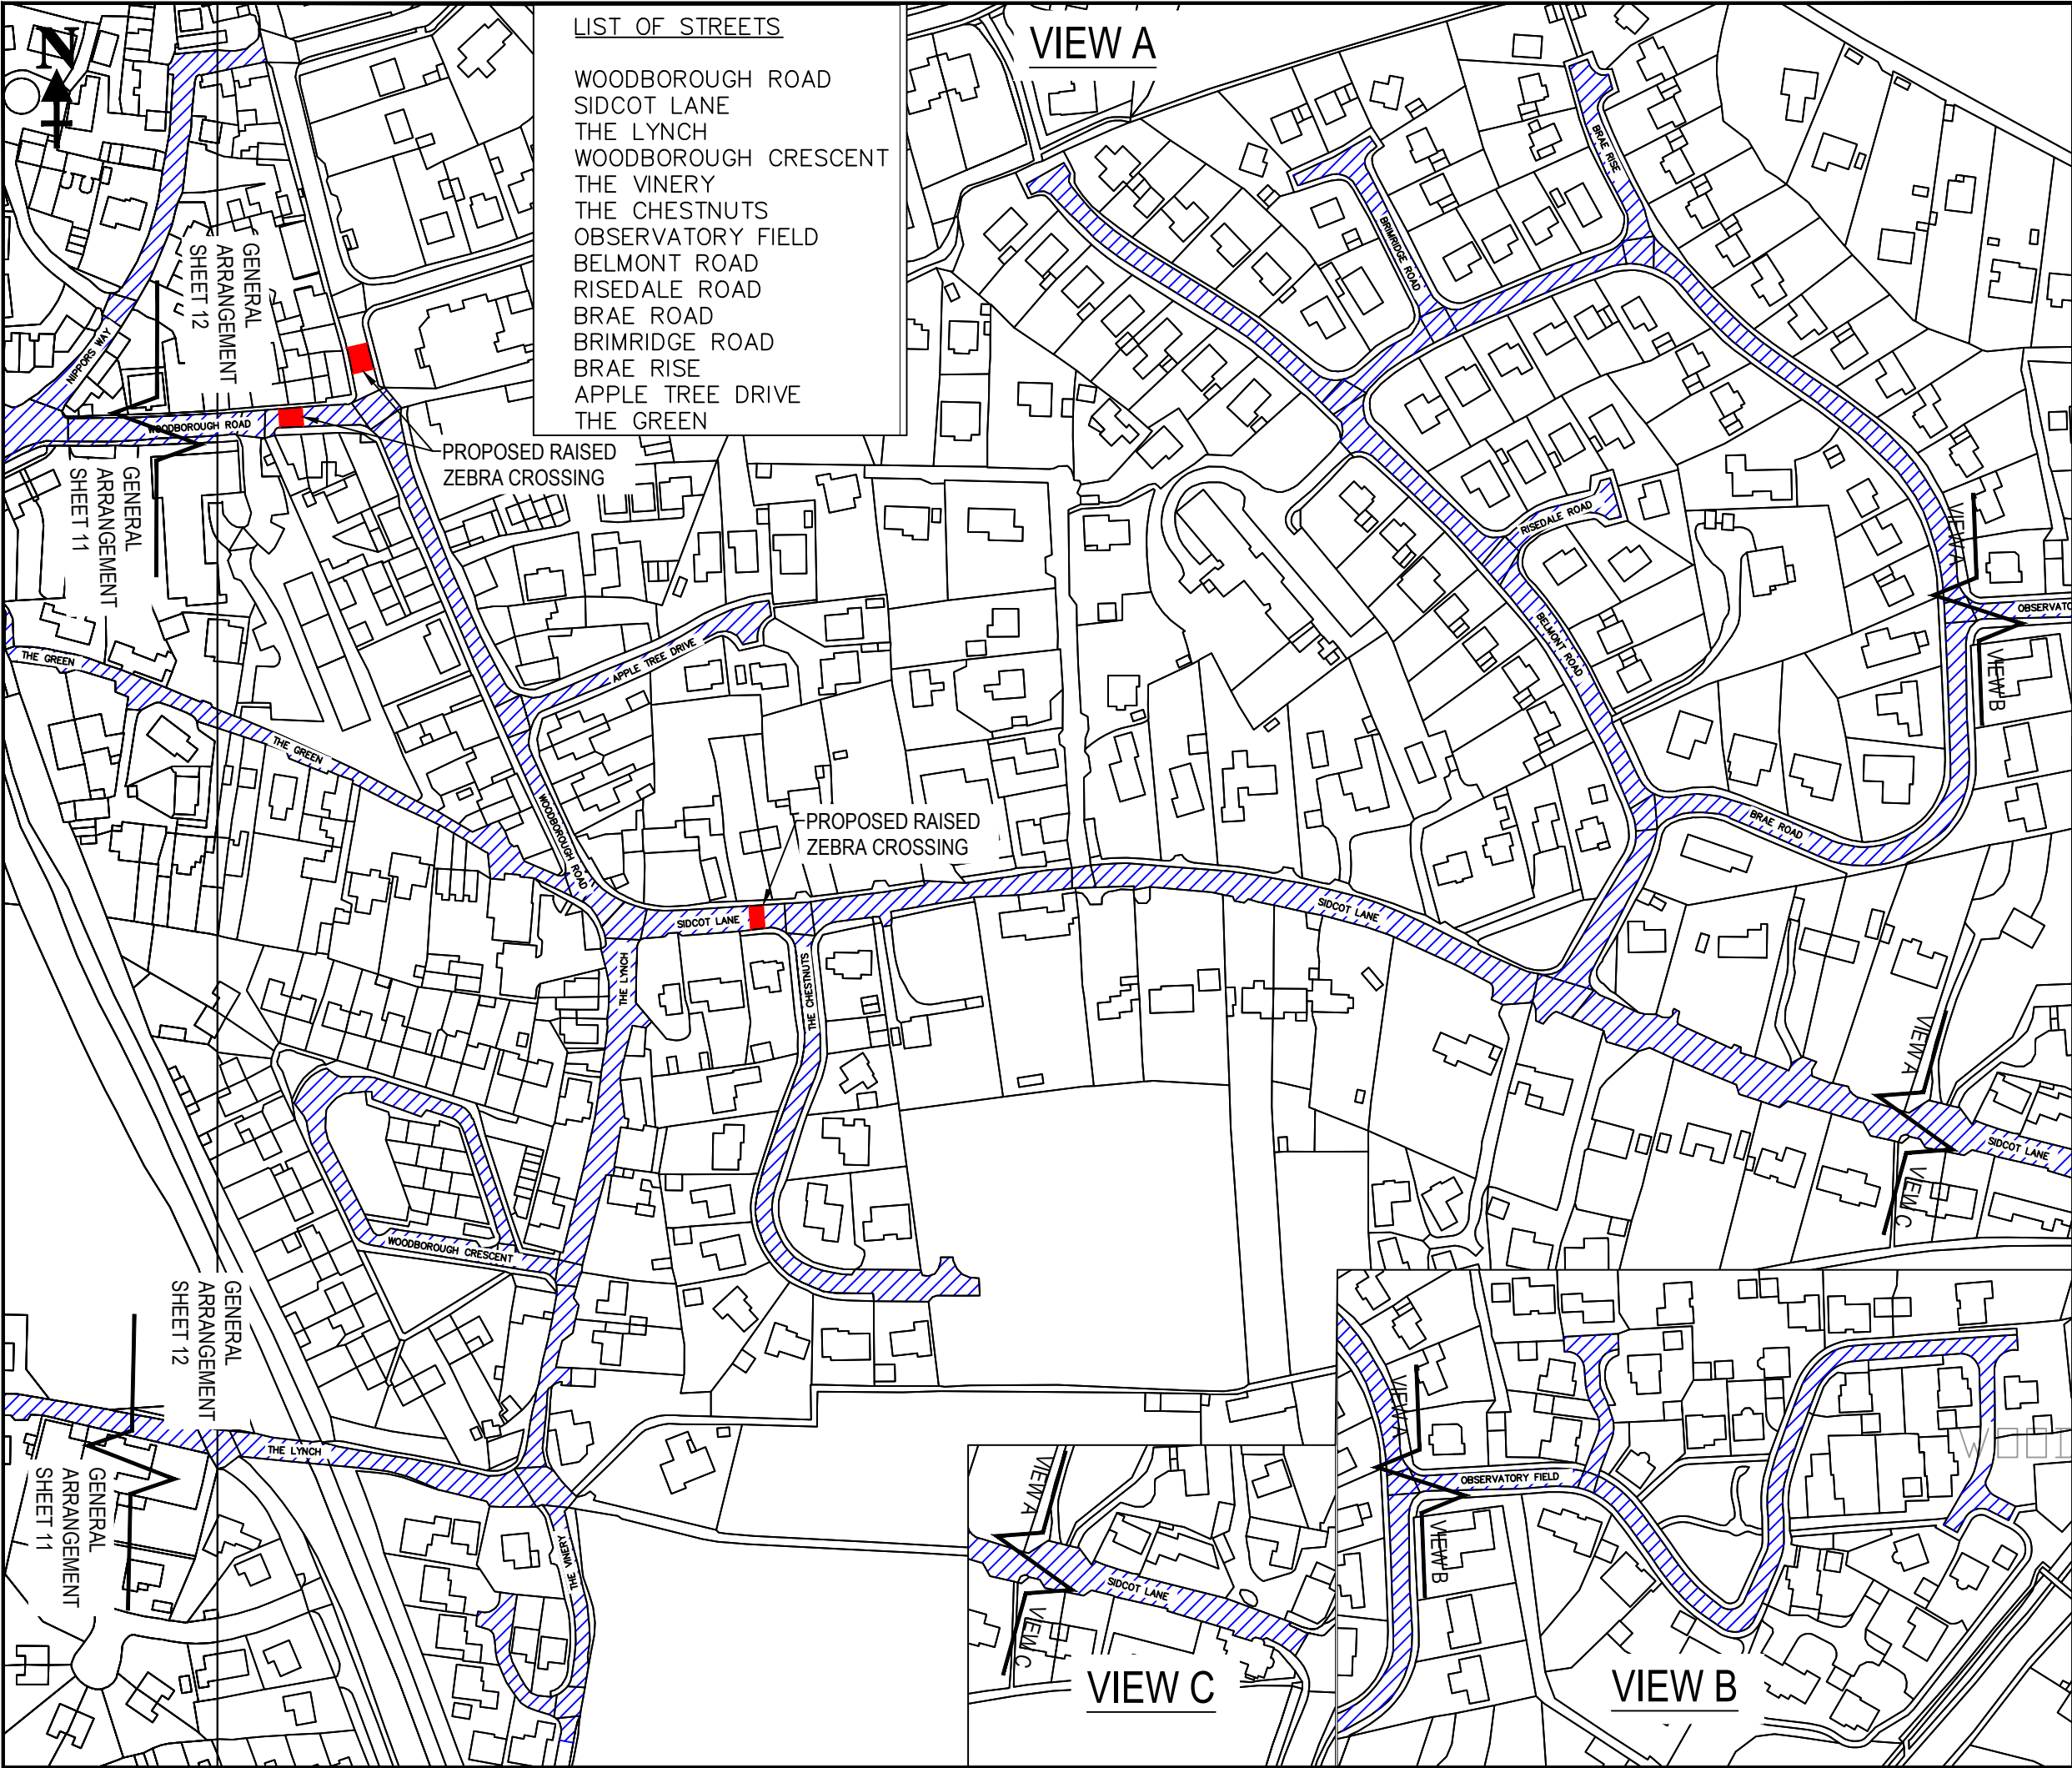 N
LIST OF STREETS
WOODBOROUGH ROAD
SIDCOT LANE
THE LYNCH
WOODBOROUGH CRESCENT
THE VINERY
THE CHESTNUTS
OBSERVATORY FIELD
BELMONT ROAD
RISEDALE ROAD
BRAE ROAD
BRIMRIDGE ROAD
BRAE RISE
APPLE TREE DRIVE
THE GREEN
VIEW A
BRAE RISE
BRIMRIDGE ROAD
GENERAL
ARRANGEMENT
SHEET 12
NIPPORS WAY
WOODBOROUGH ROAD
PROPOSED RAISED
ZEBRA CROSSING
GENERAL
ARRANGEMENT
SHEET 11
RISEDALE ROAD
VIEW A
OBSERVATO
VIEW B
BELMONT ROAD
THE GREEN
APPLE TREE DRIVE
THE GREEN
WOODBOROUGH ROAD
PROPOSED RAISED
ZEBRA CROSSING
BRAE ROAD
SIDCOT LANE
SIDCOT LANE
THE LYNCH
THE CHESTNUTS
VIEW A
SIDCOT LANE
VIEW C
WOODBOROUGH CRESCENT
GENERAL
ARRANGEMENT
SHEET 12
THE LYNCH
GENERAL
ARRANGEMENT
SHEET 11
THE VINERY
VIEW A
SIDCOT LANE
VIEW C
VIEW C
VIEW A
OBSERVATORY FIELD
VIEW B
VIEW B